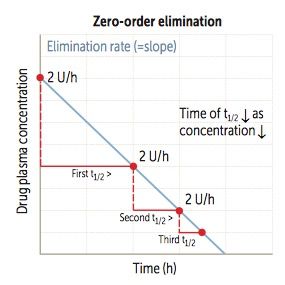 Zero-order elimination
Elimination rate (=slope)
2 U/h
Time of t1/2 ↓ as
concentration ↓
2 U/h
First t1/2 >
2 U/h
Second t1/2 >
Third t1/2
Drug plasma concentration
Time (h)